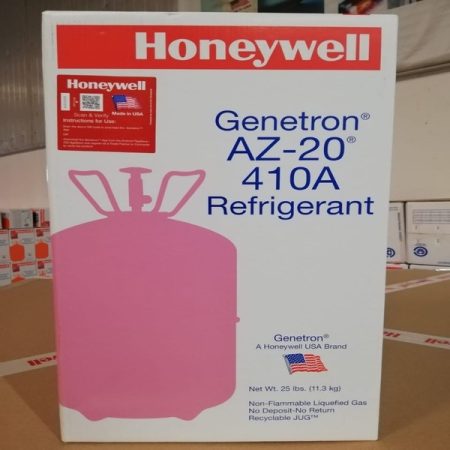 Honeywell
Honeywell
Made in USA
Scan & Verify
Instructions for Use:
Genetron®
AZ-20®
410A
Refrigerant
Genetron®
A Honeywell USA Brand
Net Wt. 25 lbs. (11.3 kg)
Non-Flammable Liquefied Gas
No Deposit-No Return
Recyclable JUG™